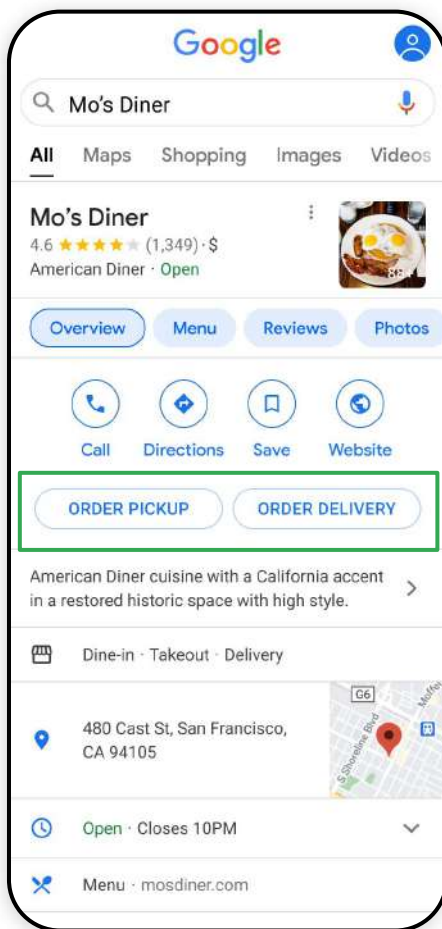 Google
Mo's Diner
All Maps Shopping Images Videos
Mo's Diner
4.6 ★★★★★ (1,349) · $
American Diner · Open
Overview Menu Reviews Photos
Call Directions Save Website
ORDER PICKUP ORDER DELIVERY
American Diner cuisine with a California accent
in a restored historic space with high style.
Dine-in · Takeout · Delivery
G6
S Shoreline Blvd
480 Cast St, San Francisco,
CA 94105
Open · Closes 10PM
Menu · mosdiner.com